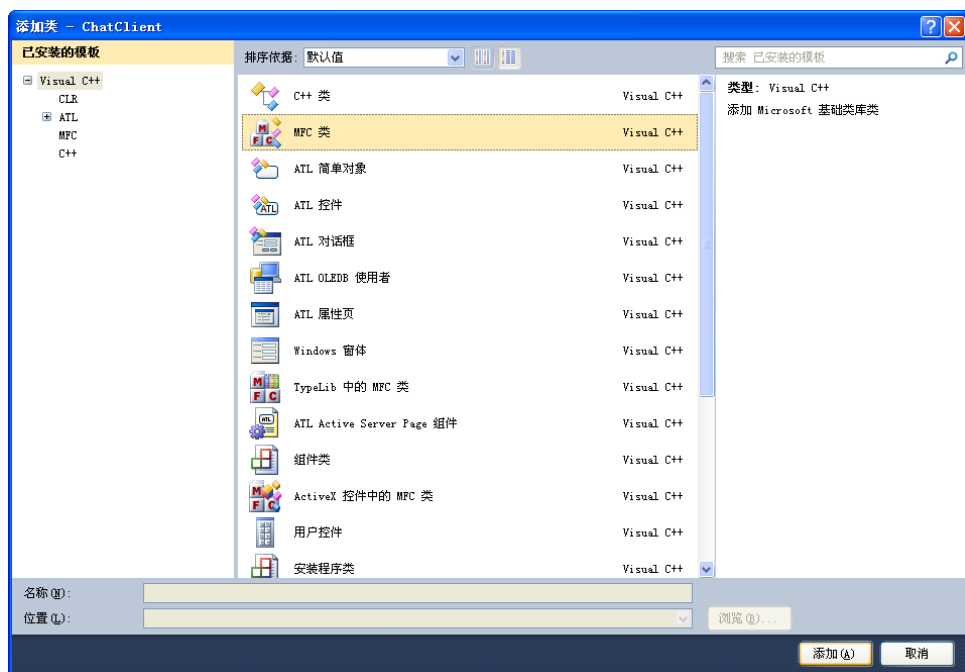 添加类 - ChatClient
已安装的模板
Visual C++
CLR
ATL
MFC
C++
排序依据: 默认值
C++ 类 Visual C++
MFC 类 Visual C++
ATL 简单对象 Visual C++
ATL 控件 Visual C++
ATL 对话框 Visual C++
ATL OLEDB 使用者 Visual C++
ATL 属性页 Visual C++
Windows 窗体 Visual C++
TypeLib 中的 MFC 类 Visual C++
ATL Active Server Page 组件 Visual C++
组件类 Visual C++
ActiveX 控件中的 MFC 类 Visual C++
用户控件 Visual C++
安装程序类 Visual C++
搜索 已安装的模板
类型: Visual C++
添加 Microsoft 基础类库类
名称(N):
位置(L):
浏览(B)...
添加(A)
取消